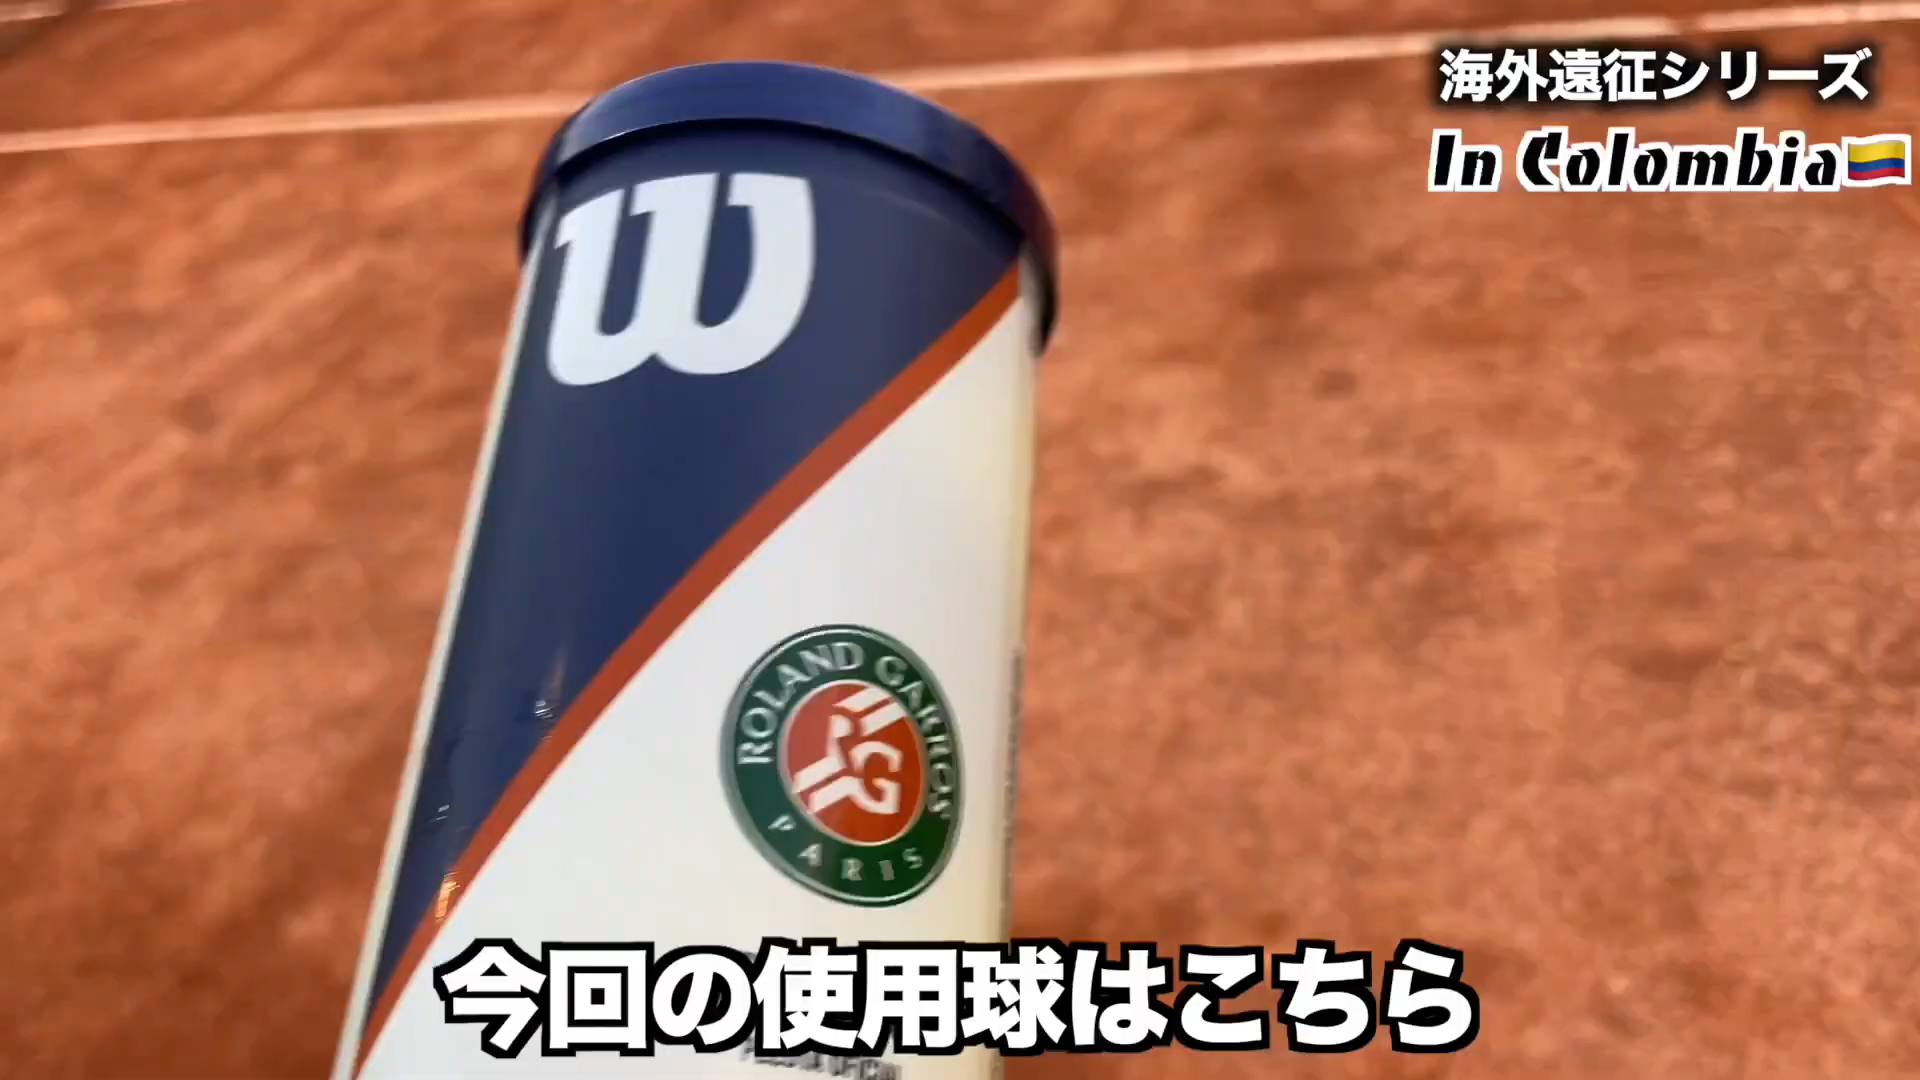 海外遠征シリーズ
In Colombia🇨🇴
W
ROLAND GARROS
RG
PARIS
今回の使用球はこちら